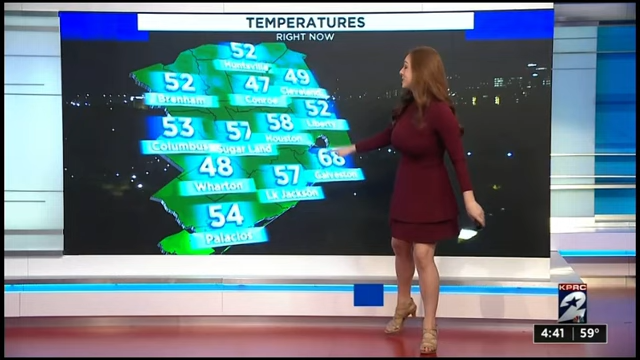 TEMPERATURES
RIGHT NOW
52
Huntsville
52
Brenham
47
Conroe
49
Cleveland
53
Columbus
57
Sugar Land
58
Houston
52
Liberty
48
Wharton
57
Lk Jackson
68
Galveston
54
Palacios
KPRC
2
4:41 59°